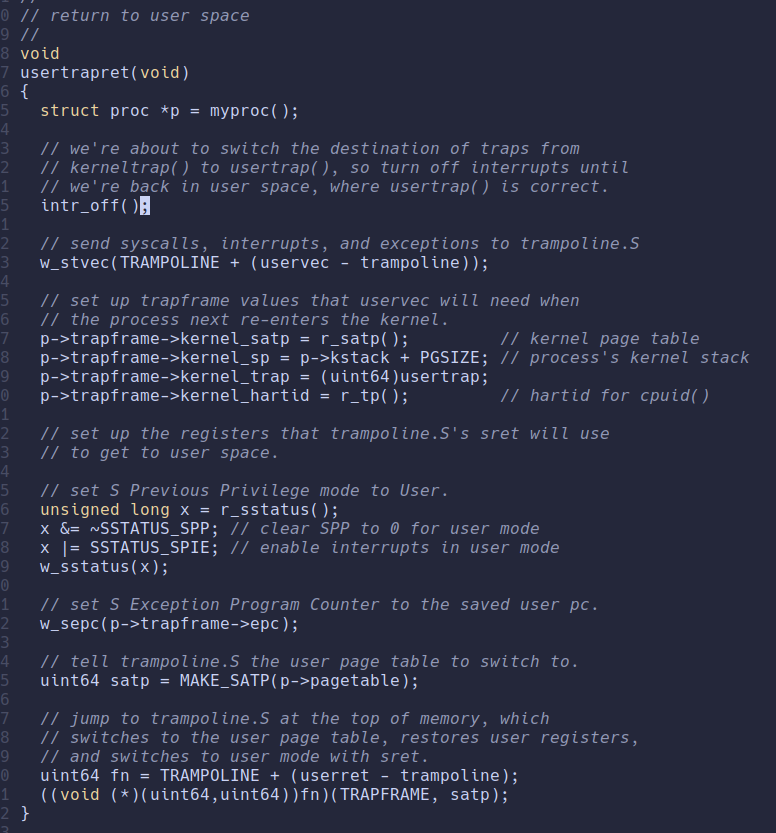 0 // return to user space
9 //
8 void
7 usertrapret(void)
6 {
5   struct proc *p = myproc();
4
3   // we're about to switch the destination of traps from
2   // kerneltrap() to usertrap(), so turn off interrupts until
1   // we're back in user space, where usertrap() is correct.
5   intr_off();
1
2   // send syscalls, interrupts, and exceptions to trampoline.S
3   w_stvec(TRAMPOLINE + (uservec - trampoline));
4
5   // set up trapframe values that uservec will need when
6   // the process next re-enters the kernel.
7   p->trapframe->kernel_satp = r_satp();         // kernel page table
8   p->trapframe->kernel_sp = p->kstack + PGSIZE; // process's kernel stack
9   p->trapframe->kernel_trap = (uint64)usertrap;
0   p->trapframe->kernel_hartid = r_tp();         // hartid for cpuid()
1
2   // set up the registers that trampoline.S's sret will use
3   // to get to user space.
4
5   // set S Previous Privilege mode to User.
6   unsigned long x = r_sstatus();
7   x &= ~SSTATUS_SPP; // clear SPP to 0 for user mode
8   x |= SSTATUS_SPIE; // enable interrupts in user mode
9   w_sstatus(x);
0
1   // set S Exception Program Counter to the saved user pc.
2   w_sepc(p->trapframe->epc);
3
4   // tell trampoline.S the user page table to switch to.
5   uint64 satp = MAKE_SATP(p->pagetable);
6
7   // jump to trampoline.S at the top of memory, which
8   // switches to the user page table, restores user registers,
9   // and switches to user mode with sret.
0   uint64 fn = TRAMPOLINE + (userret - trampoline);
1   ((void (*)(uint64,uint64))fn)(TRAPFRAME, satp);
2 }